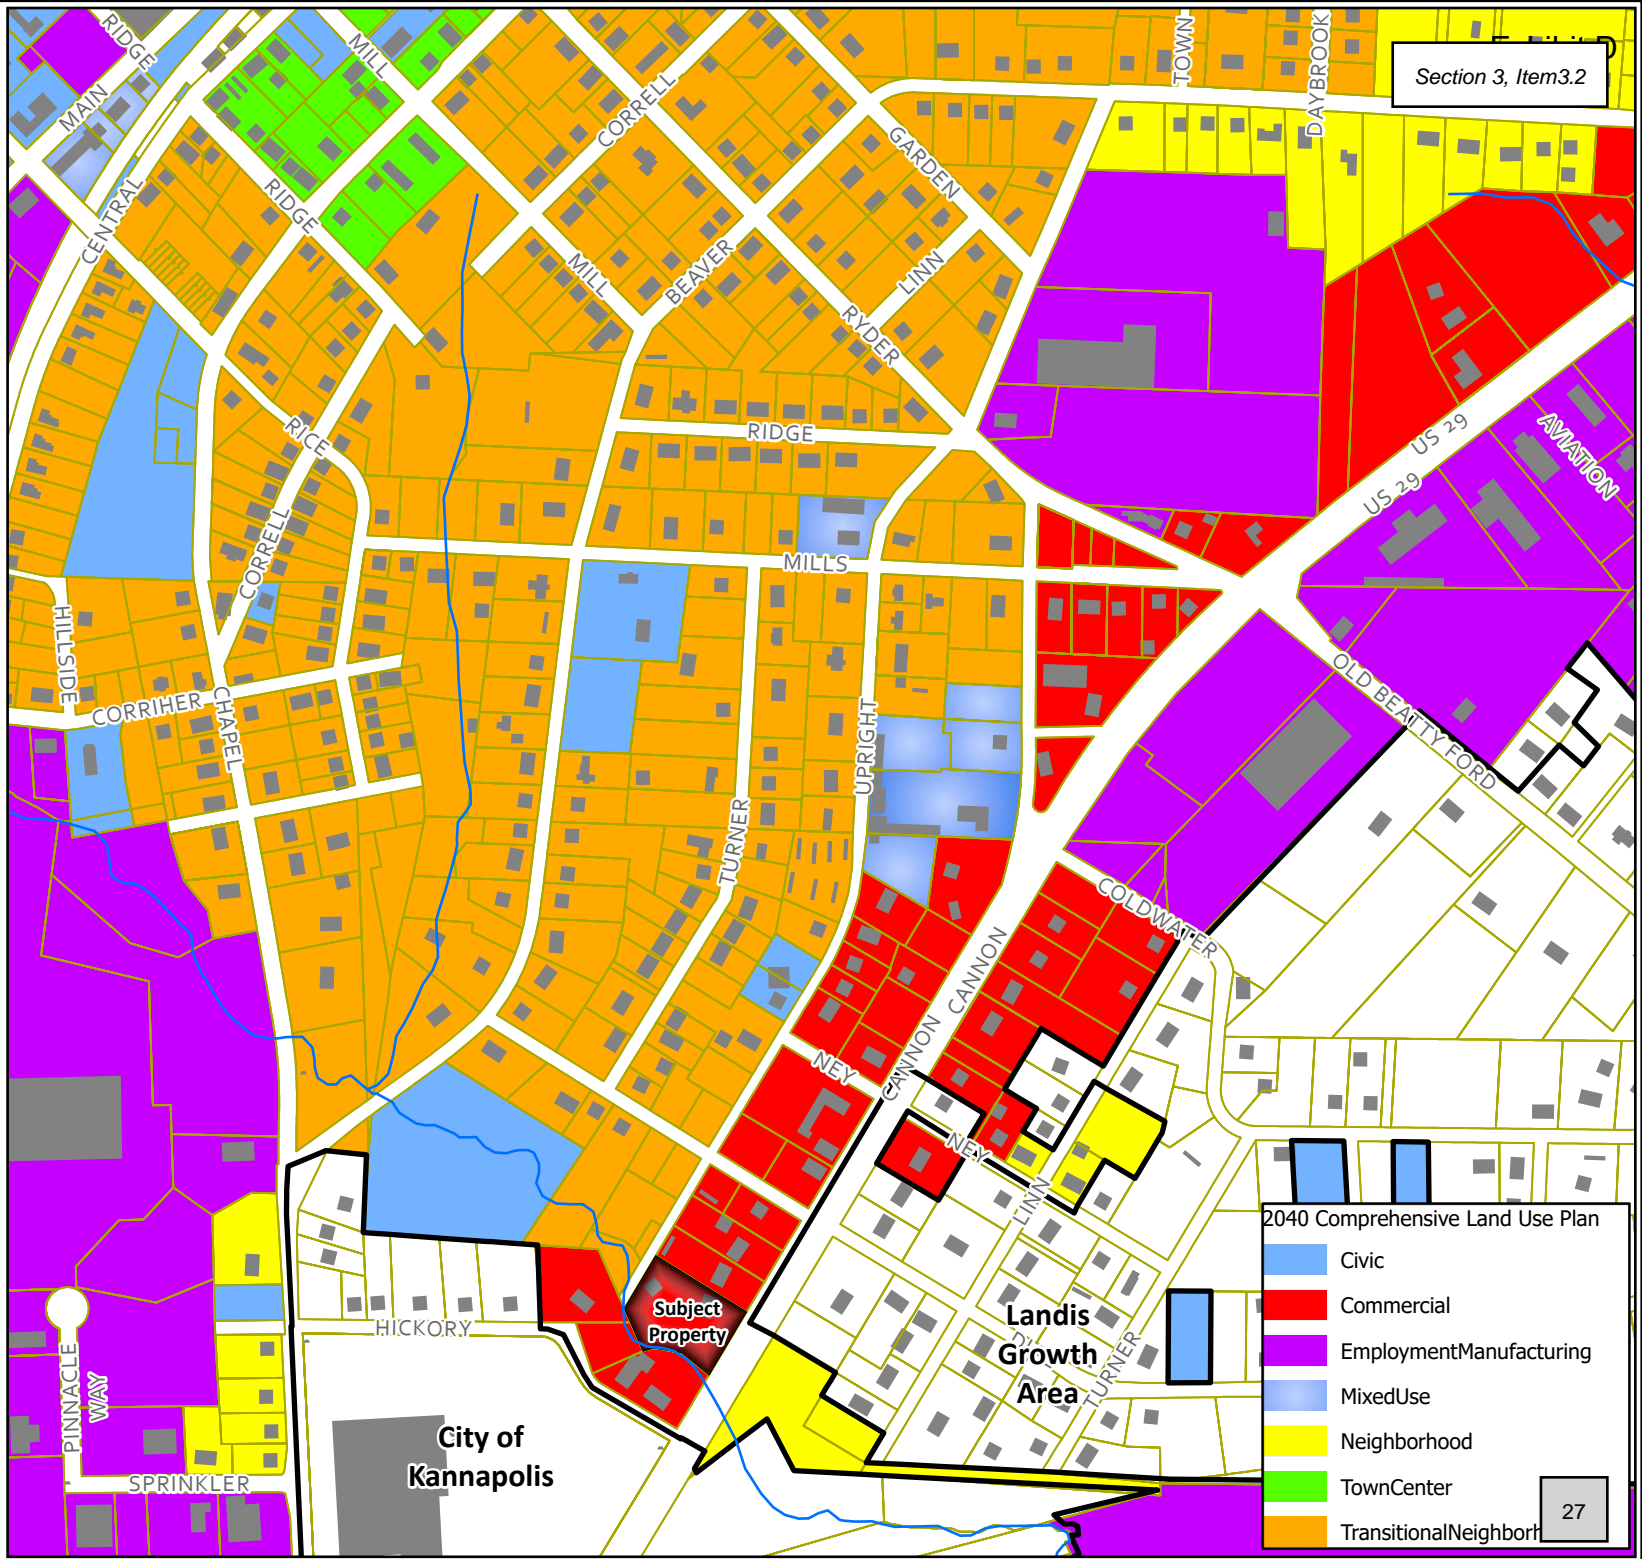 Section 3, Item3.2
RIDGE
MILL
MAIN
CORRELL
TOWN
DAYBROOK
GARDEN
CENTRAL
RIDGE
MILL
BEAVER
LINN
RYDER
RICE
RIDGE
US 29
US 29
AVIATION
CORRELL
MILLS
HILLSIDE
CORRIHER
CHAPEL
UPRIGHT
OLD BEATTY FORD
TURNER
COLDWATER
CANNON
CANNON
NEY
NEY
LINN
HICKORY
Subject
Property
Landis
Growth
Area
TURNER
PINNACLE
WAY
City of
Kannapolis
SPRINKLER
2040 Comprehensive Land Use Plan
Civic
Commercial
EmploymentManufacturing
MixedUse
Neighborhood
TownCenter
TransitionalNeighborh
27